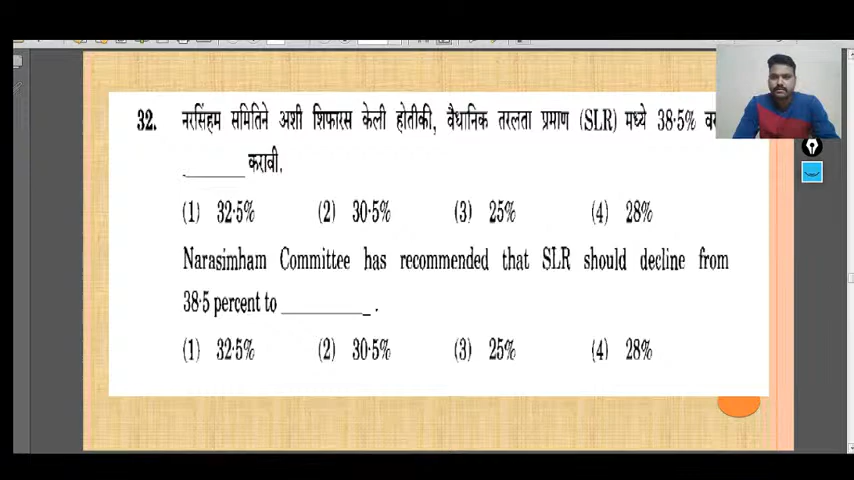 32. नरसिंहम समितिने अशी शिफारस केली होतीकी, वैधानिक तरलता प्रमाण (SLR) मध्ये 38·5%
_______ करावी.
(1) 32·5% (2) 30·5% (3) 25% (4) 28%
Narasimham Committee has recommended that SLR should decline from
38·5 percent to __________ .
(1) 32·5% (2) 30·5% (3) 25% (4) 28%